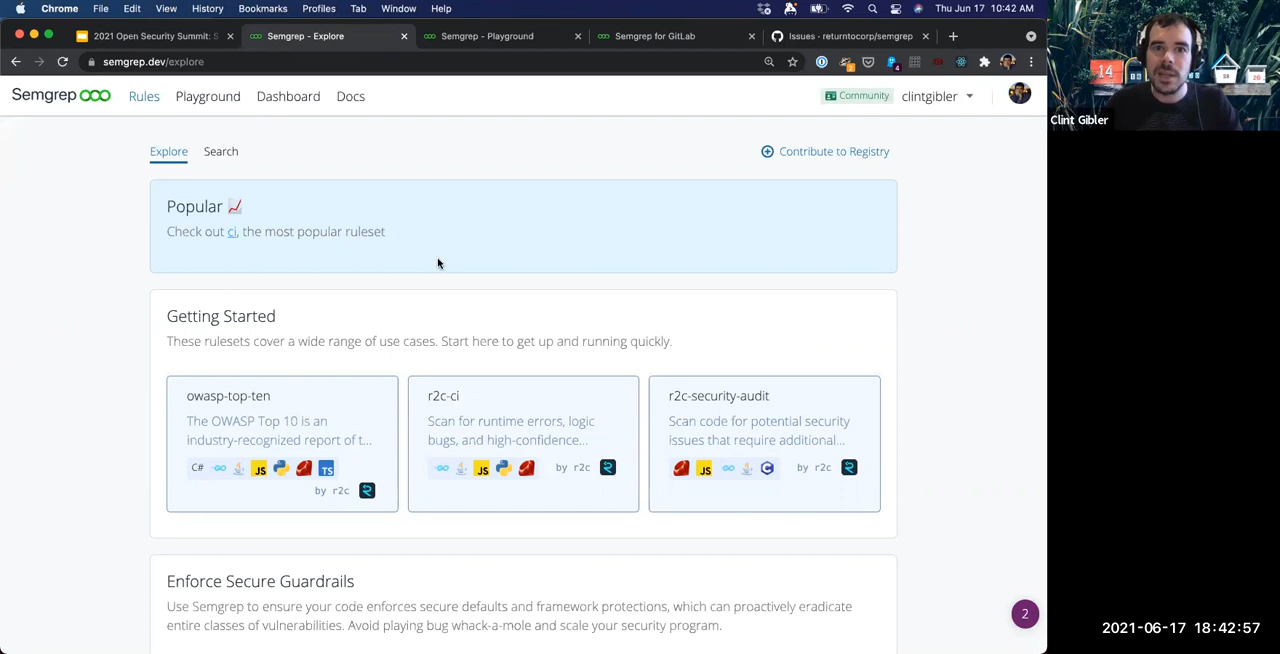 Chrome File Edit View History Bookmarks Profiles Tab Window Help Thu Jun 17 10:42 AM
2021 Open Security Summit: S
Semgrep - Explore
Semgrep - Playground
Semgrep for GitLab
Issues · returntocorp/semgrep
semgrep.dev/explore
Semgrep Rules Playground Dashboard Docs Community clintgibler
Explore Search Contribute to Registry
Popular
Check out ci, the most popular ruleset
Getting Started
These rulesets cover a wide range of use cases. Start here to get up and running quickly.
owasp-top-ten
The OWASP Top 10 is an
industry-recognized report of t...
C# JS TS
by r2c
r2c-ci
Scan for runtime errors, logic
bugs, and high-confidence...
JS by r2c
r2c-security-audit
Scan code for potential security
issues that require additional...
JS C by r2c
Enforce Secure Guardrails
Use Semgrep to ensure your code enforces secure defaults and framework protections, which can proactively eradicate
entire classes of vulnerabilities. Avoid playing bug whack-a-mole and scale your security program.
2
14
Clint Gibler
2021-06-17 18:42:57